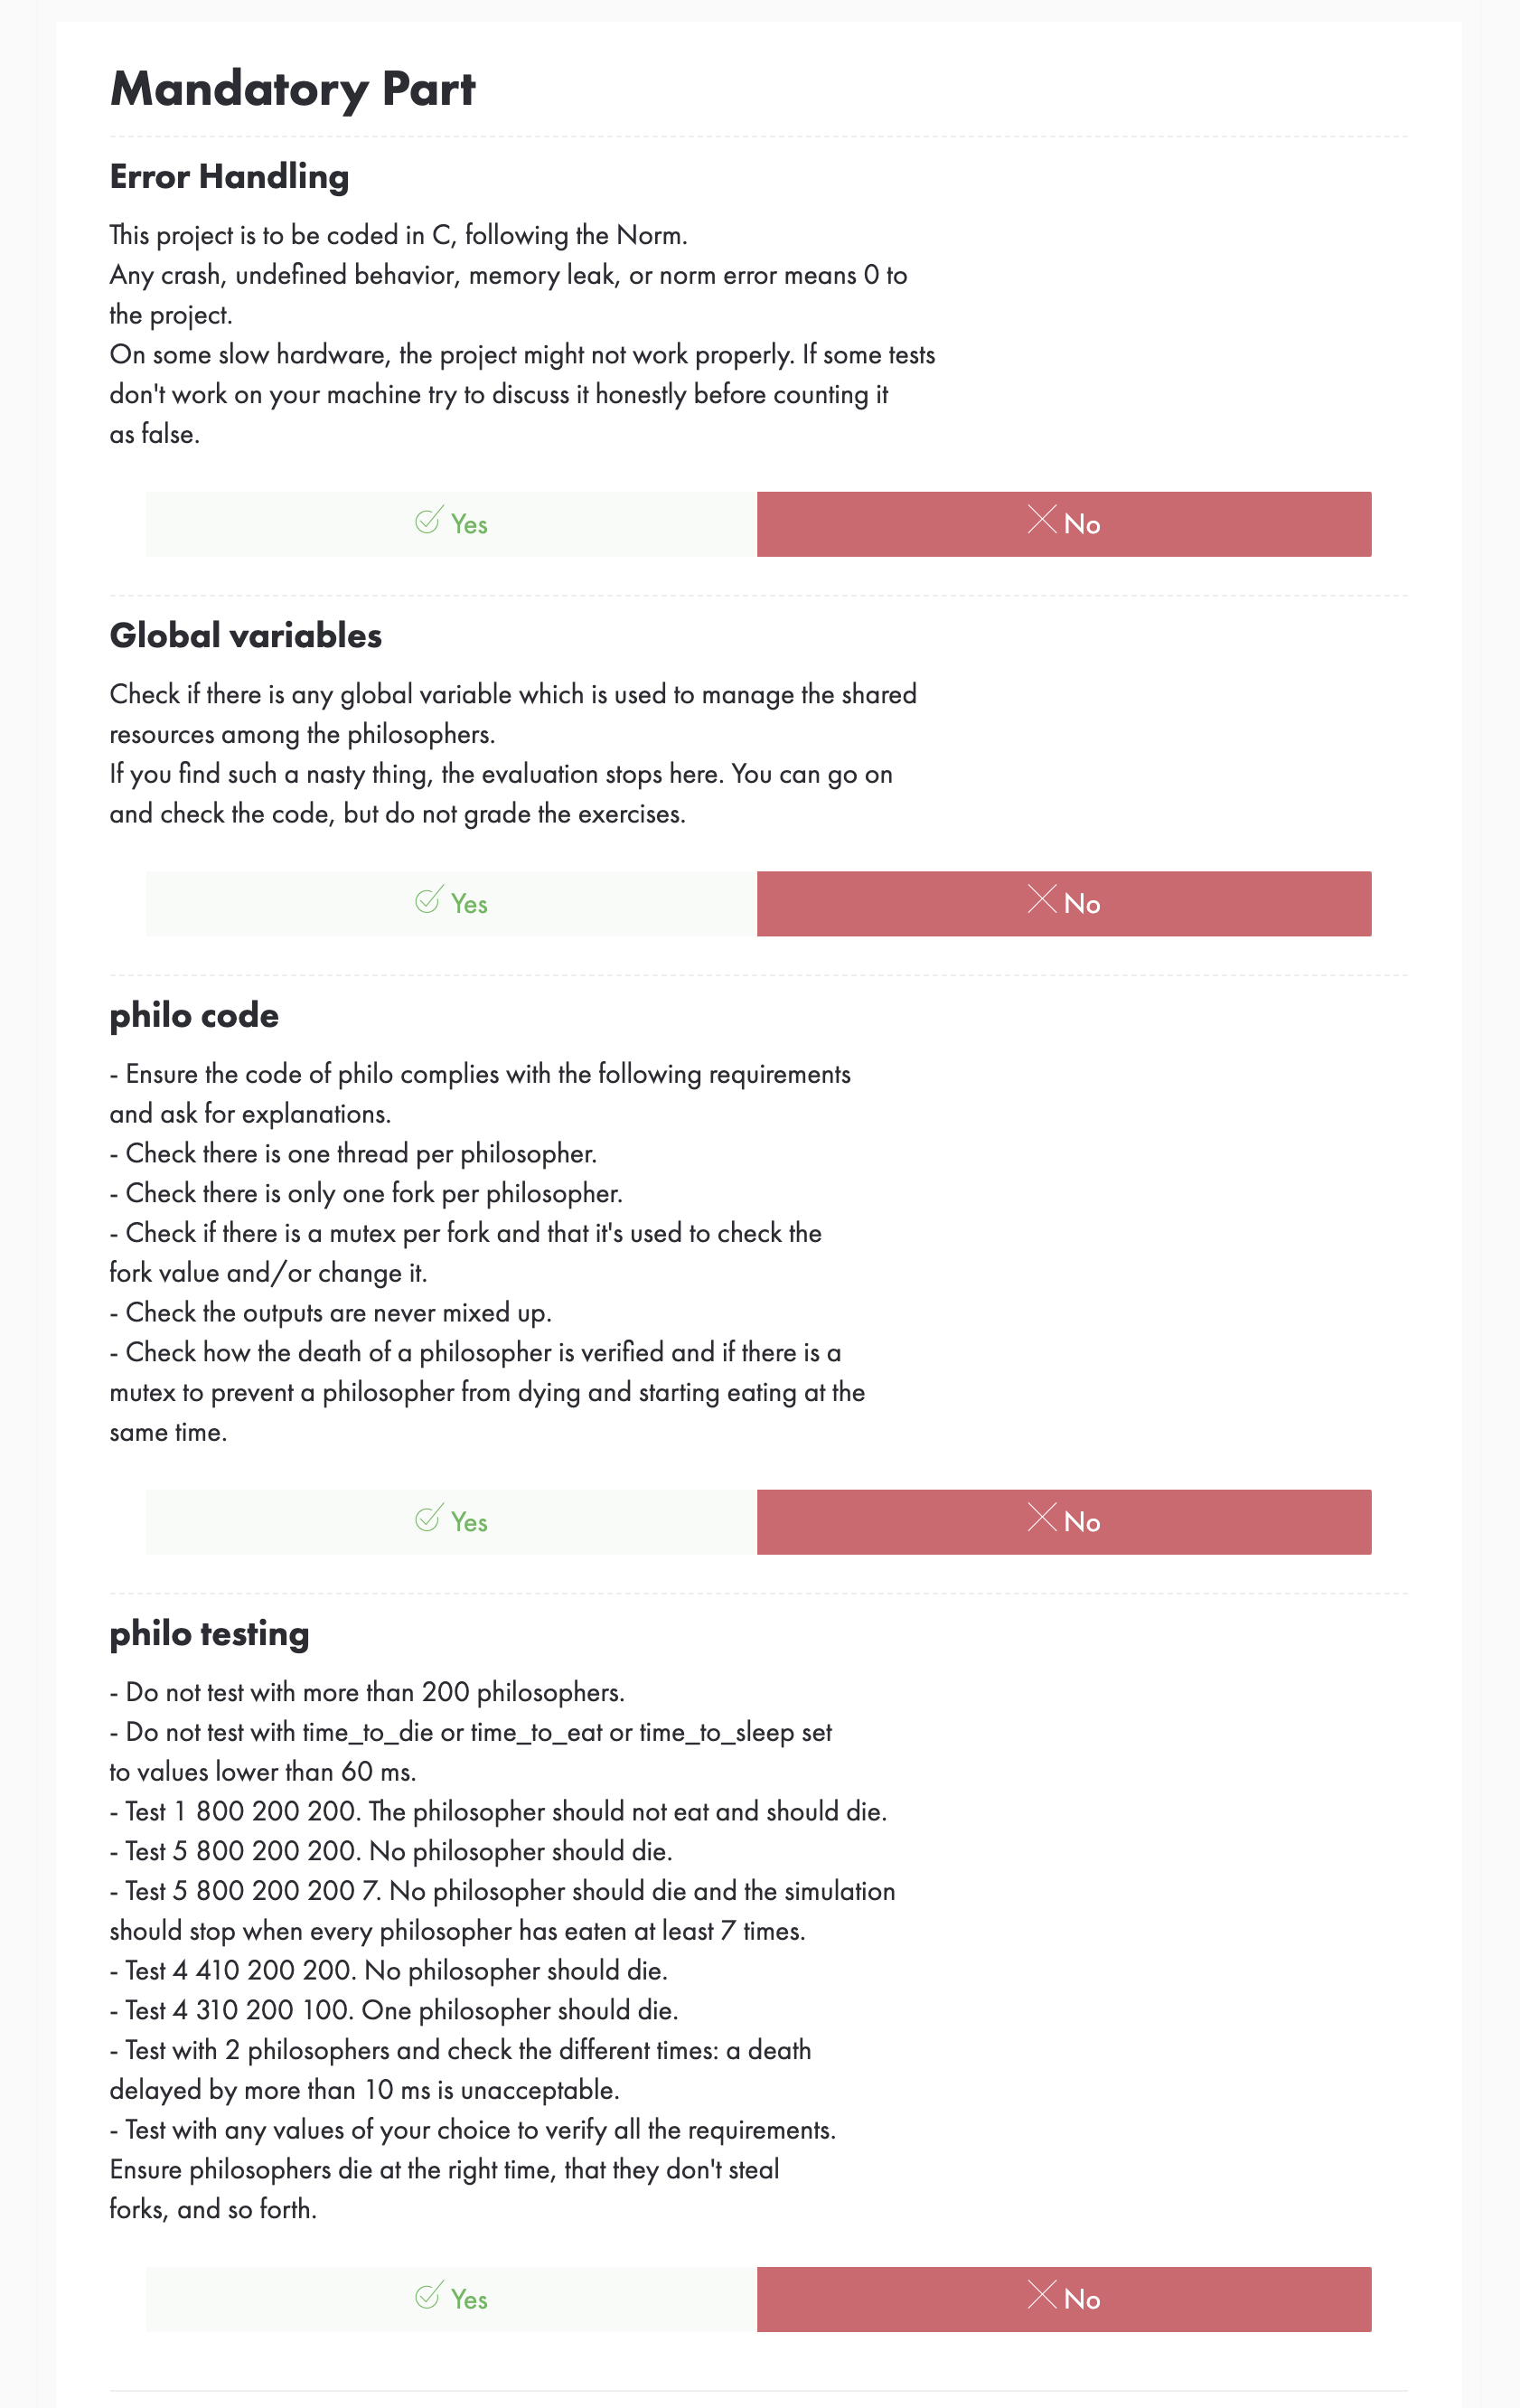 Mandatory Part
Error Handling
This project is to be coded in C, following the Norm.
Any crash, undefined behavior, memory leak, or norm error means 0 to
the project.
On some slow hardware, the project might not work properly. If some tests
don't work on your machine try to discuss it honestly before counting it
as false.
Yes
No
Global variables
Check if there is any global variable which is used to manage the shared
resources among the philosophers.
If you find such a nasty thing, the evaluation stops here. You can go on
and check the code, but do not grade the exercises.
Yes
No
philo code
- Ensure the code of philo complies with the following requirements
and ask for explanations.
- Check there is one thread per philosopher.
- Check there is only one fork per philosopher.
- Check if there is a mutex per fork and that it's used to check the
fork value and/or change it.
- Check the outputs are never mixed up.
- Check how the death of a philosopher is verified and if there is a
mutex to prevent a philosopher from dying and starting eating at the
same time.
Yes
No
philo testing
- Do not test with more than 200 philosophers.
- Do not test with time_to_die or time_to_eat or time_to_sleep set
to values lower than 60 ms.
- Test 1 800 200 200. The philosopher should not eat and should die.
- Test 5 800 200 200. No philosopher should die.
- Test 5 800 200 200 7. No philosopher should die and the simulation
should stop when every philosopher has eaten at least 7 times.
- Test 4 410 200 200. No philosopher should die.
- Test 4 310 200 100. One philosopher should die.
- Test with 2 philosophers and check the different times: a death
delayed by more than 10 ms is unacceptable.
- Test with any values of your choice to verify all the requirements.
Ensure philosophers die at the right time, that they don't steal
forks, and so forth.
Yes
No